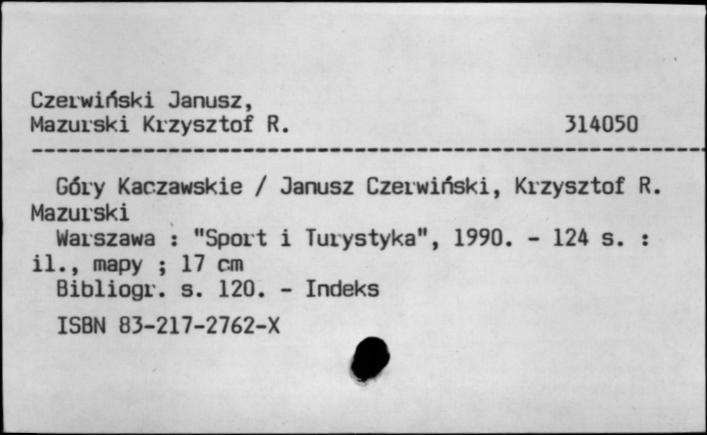 Czerwiński Janusz,
Mazurski Krzysztof R. 314050
Góry Kaczawskie / Janusz Czerwiński, Krzysztof R.
Mazurski
Warszawa : "Sport i Turystyka", 1990. - 124 s. :
il., mapy ; 17 cm
Bibliogr. s. 120. - Indeks
ISBN 83-217-2762-X